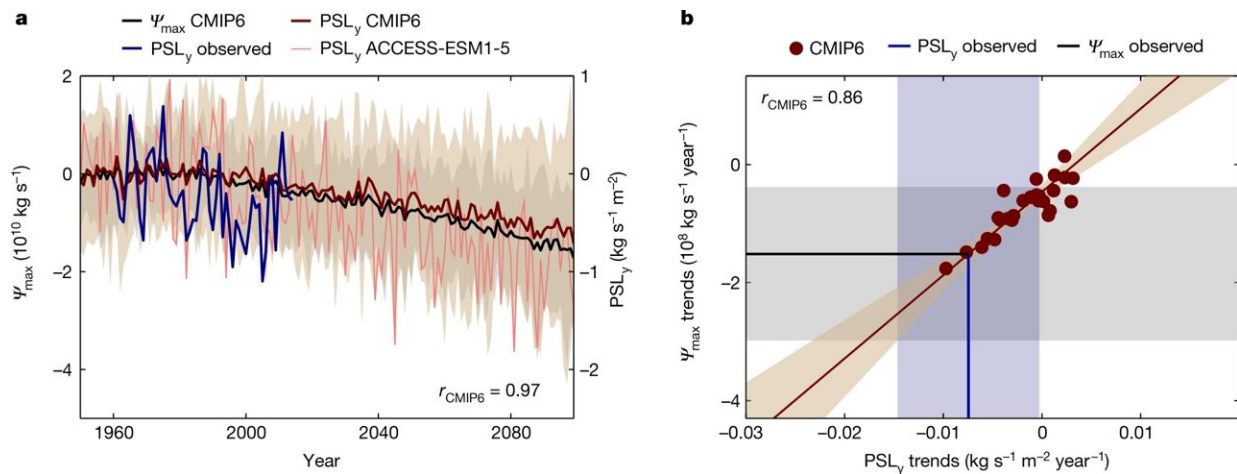 a
Ψmax CMIP6 PSLy CMIP6
PSLy observed PSLy ACCESS-ESM1-5
2
0
−2
−4
Ψmax (10¹⁰ kg s⁻¹)
1
0
−1
−2
PSLy (kg s⁻¹ m⁻²)
rCMIP6 = 0.97
1960 2000 2040 2080
Year
b
CMIP6 PSLy observed Ψmax observed
rCMIP6 = 0.86
0
−2
−4
Ψmax trends (10⁸ kg s⁻¹ year⁻¹)
−0.03 −0.02 −0.01 0 0.01
PSLy trends (kg s⁻¹ m⁻² year⁻¹)